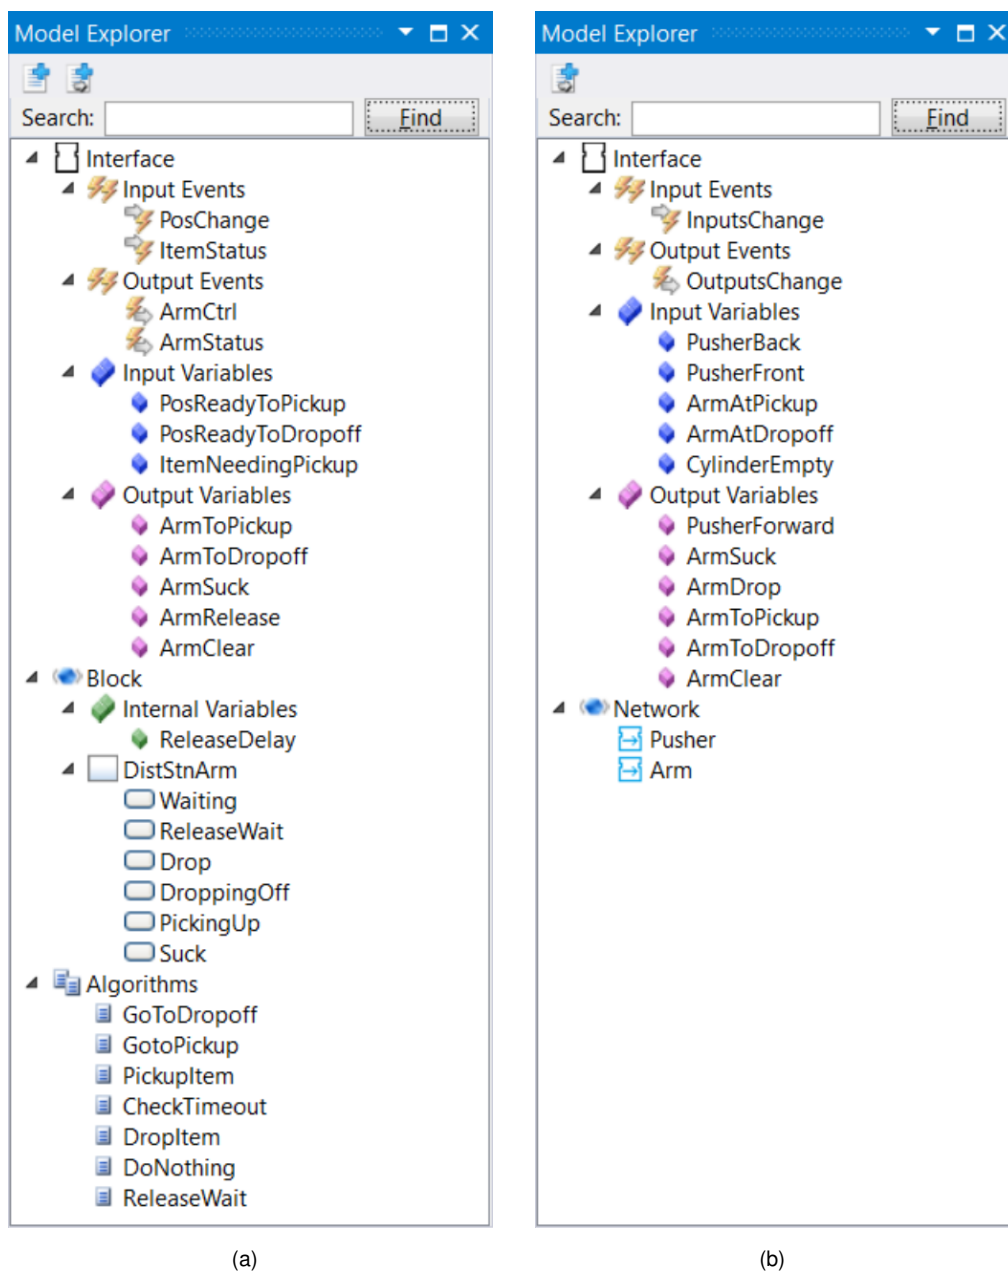 Model Explorer
Search: Find
Interface
Input Events
PosChange
ItemStatus
Output Events
ArmCtrl
ArmStatus
Input Variables
PosReadyToPickup
PosReadyToDropoff
ItemNeedingPickup
Output Variables
ArmToPickup
ArmToDropoff
ArmSuck
ArmRelease
ArmClear
Block
Internal Variables
ReleaseDelay
DistStnArm
Waiting
ReleaseWait
Drop
DroppingOff
PickingUp
Suck
Algorithms
GoToDropoff
GotoPickup
PickupItem
CheckTimeout
DropItem
DoNothing
ReleaseWait
(a)
Model Explorer
Search: Find
Interface
Input Events
InputsChange
Output Events
OutputsChange
Input Variables
PusherBack
PusherFront
ArmAtPickup
ArmAtDropoff
CylinderEmpty
Output Variables
PusherForward
ArmSuck
ArmDrop
ArmToPickup
ArmToDropoff
ArmClear
Network
Pusher
Arm
(b)